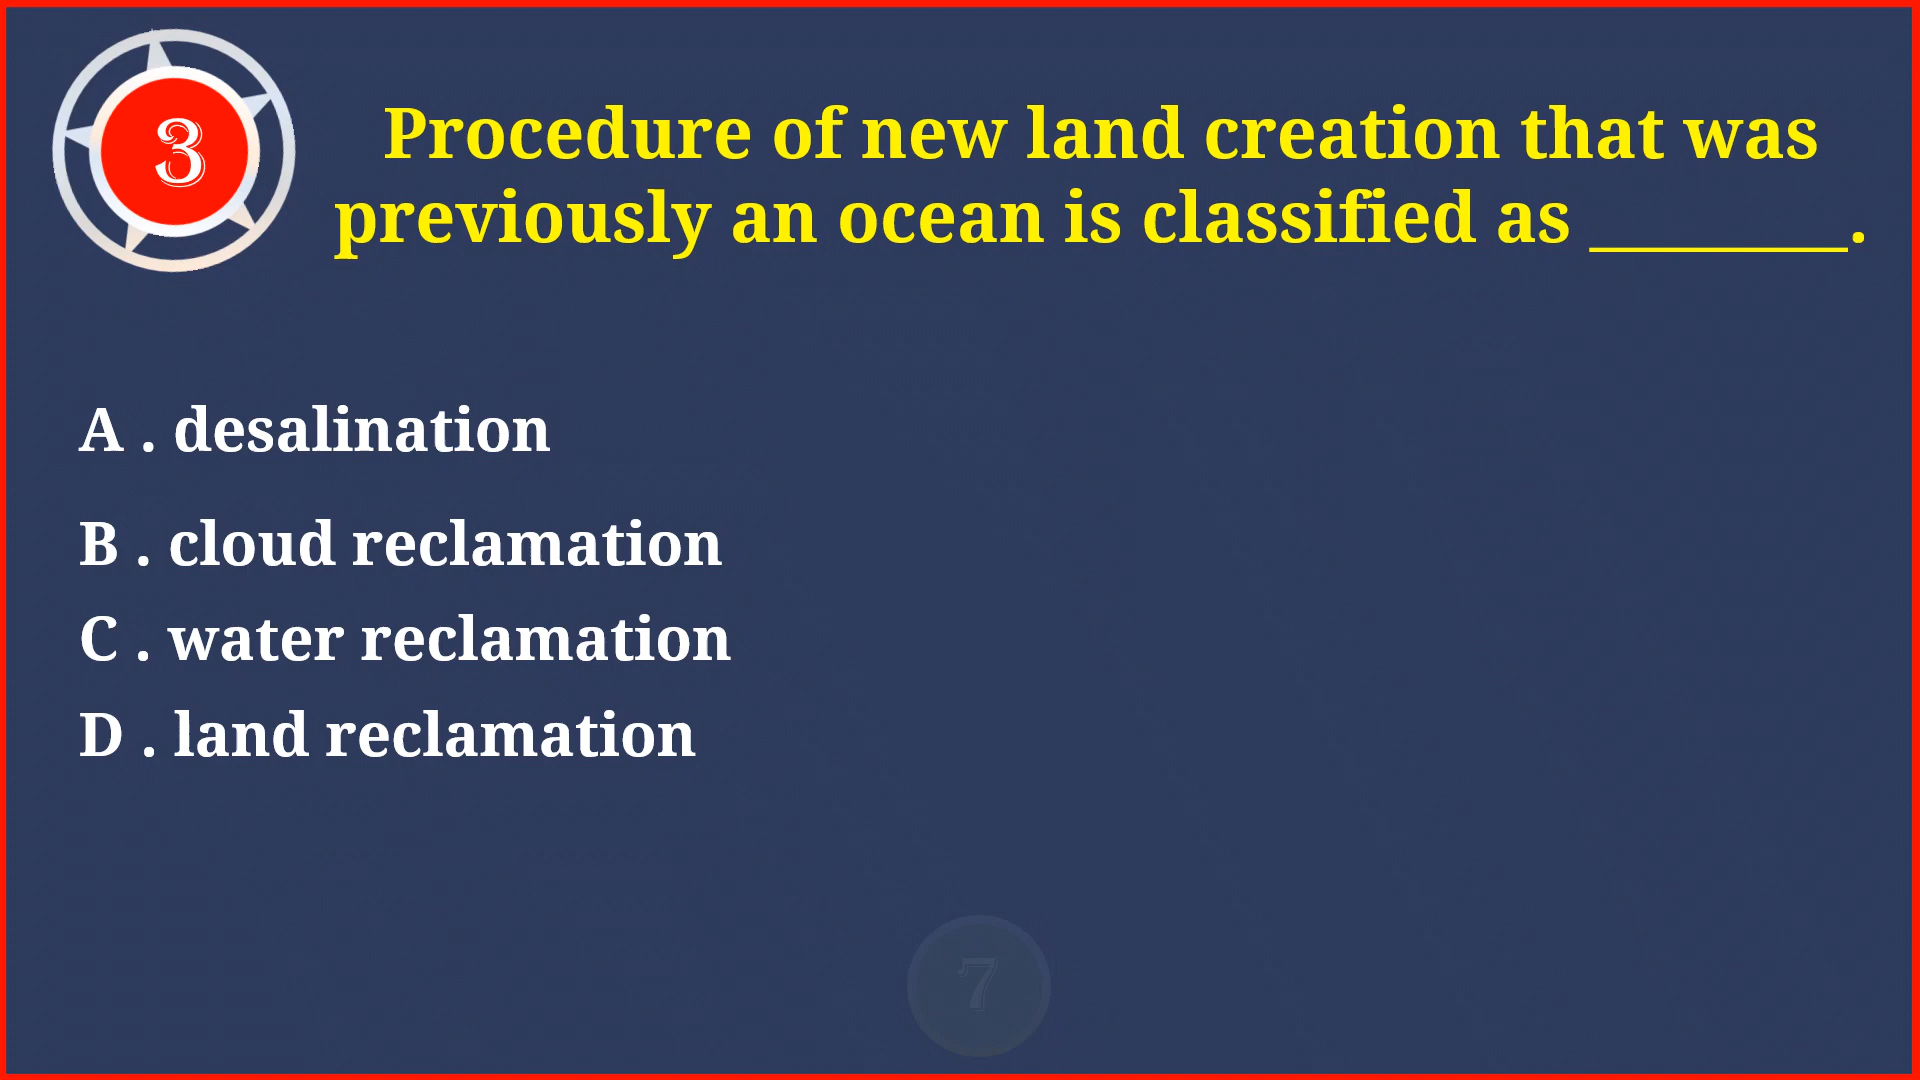 3
Procedure of new land creation that was
previously an ocean is classified as ________.
A . desalination
B . cloud reclamation
C . water reclamation
D . land reclamation
7